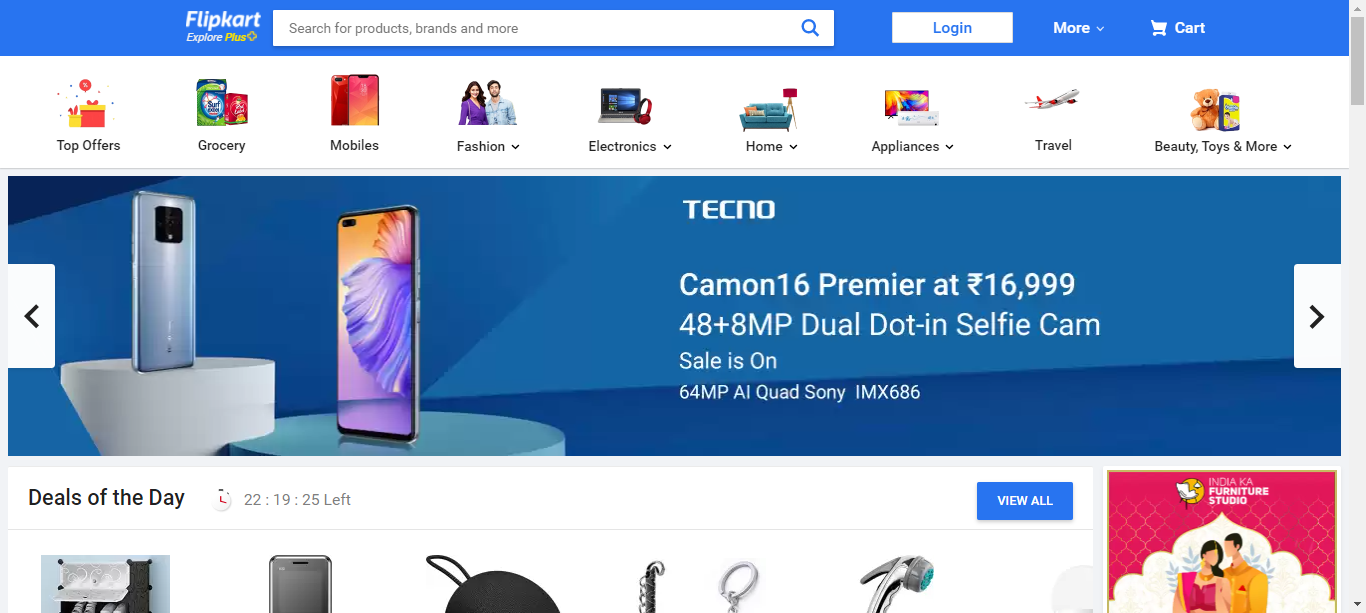 Flipkart
Explore Plus
Search for products, brands and more
Login
More
Cart
Top Offers
Grocery
Mobiles
Fashion
Electronics
Home
Appliances
Travel
Beauty, Toys & More
TECNO
Camon16 Premier at ₹16,999
48+8MP Dual Dot-in Selfie Cam
Sale is On
64MP AI Quad Sony IMX686
Deals of the Day
22 : 19 : 25 Left
VIEW ALL
INDIA KA
FURNITURE
STUDIO